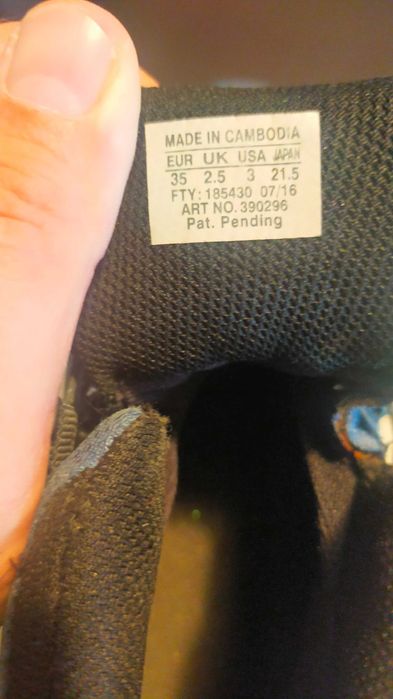 MADE IN CAMBODIA
EUR UK USA JAPAN
35 2.5 3 21.5
FTY: 185430 07/16
ART NO. 390296
Pat. Pending